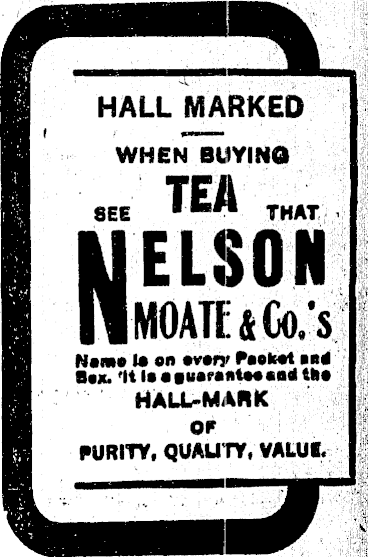 HALL MARKED
WHEN BUYING
TEA
SEE THAT
NELSON
MOATE & Co.'s
Name is on every Packet and
Box. 'It is a guarantee and the
HALL-MARK
OF
PURITY, QUALITY, VALUE.